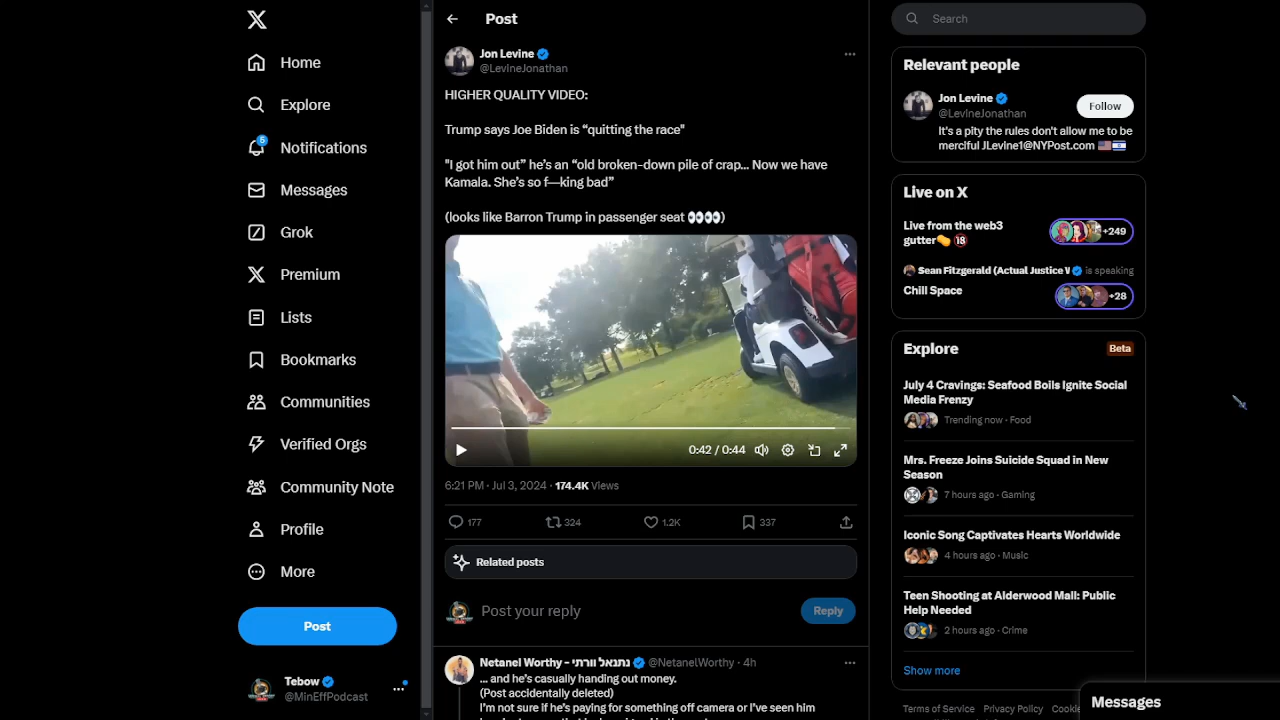 Home
Explore
5
Notifications
Messages
Grok
Premium
Lists
Bookmarks
Communities
Verified Orgs
Community Note
Profile
More
Post
Tebow
@MinEffPodcast
Post
Jon Levine
@LevineJonathan
HIGHER QUALITY VIDEO:
Trump says Joe Biden is “quitting the race”
"I got him out” he’s an “old broken-down pile of crap... Now we have
Kamala. She’s so f—king bad”
(looks like Barron Trump in passenger seat 👀👀)
0:42 / 0:44
6:21 PM · Jul 3, 2024 · 174.4K Views
177
324
1.2K
337
Related posts
Post your reply
Reply
Netanel Worthy - נתנאל וורתי @NetanelWorthy · 4h
... and he’s casually handing out money.
(Post accidentally deleted)
I’m not sure if he’s paying for something off camera or I’ve seen him
Search
Relevant people
Jon Levine
@LevineJonathan
Follow
It's a pity the rules don't allow me to be
merciful JLevine1@NYPost.com 🇺🇸🇮🇱
Live on X
Live from the web3
gutter 🔞
+249
Sean Fitzgerald (Actual Justice is speaking
Chill Space
+28
Explore
Beta
July 4 Cravings: Seafood Boils Ignite Social
Media Frenzy
Trending now · Food
Mrs. Freeze Joins Suicide Squad in New
Season
7 hours ago · Gaming
Iconic Song Captivates Hearts Worldwide
4 hours ago · Music
Teen Shooting at Alderwood Mall: Public
Help Needed
2 hours ago · Crime
Show more
Terms of Service Privacy Policy
Messages